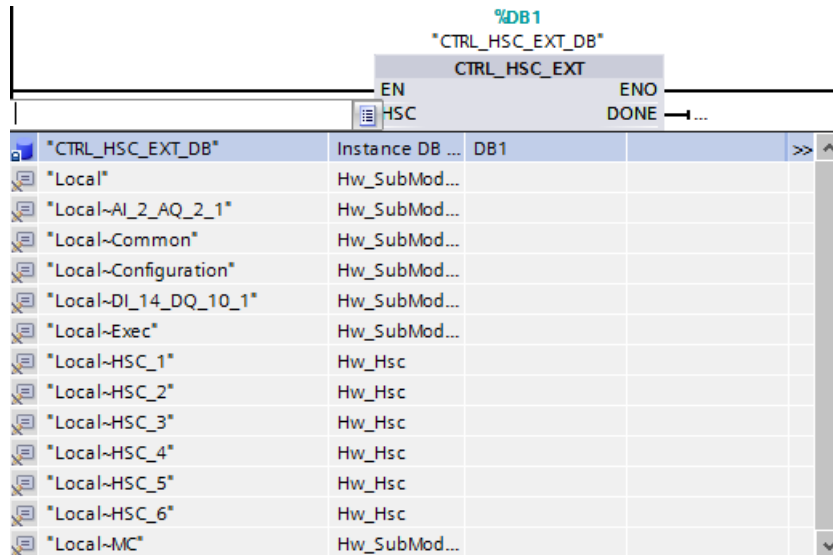 %DB1
"CTRL_HSC_EXT_DB"
CTRL_HSC_EXT
EN ENO
HSC DONE ...
"CTRL_HSC_EXT_DB" Instance DB ... DB1 >>
"Local" Hw_SubMod...
"Local~AI_2_AQ_2_1" Hw_SubMod...
"Local~Common" Hw_SubMod...
"Local~Configuration" Hw_SubMod...
"Local~DI_14_DQ_10_1" Hw_SubMod...
"Local~Exec" Hw_SubMod...
"Local~HSC_1" Hw_Hsc
"Local~HSC_2" Hw_Hsc
"Local~HSC_3" Hw_Hsc
"Local~HSC_4" Hw_Hsc
"Local~HSC_5" Hw_Hsc
"Local~HSC_6" Hw_Hsc
"Local~MC" Hw_SubMod...